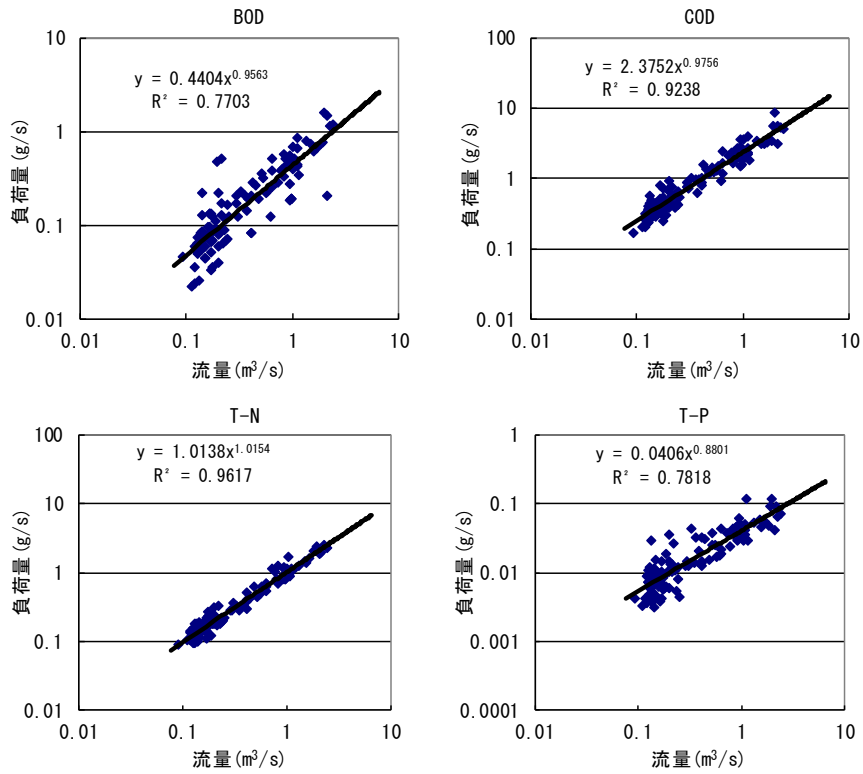 BOD
y = 0.4404x^0.9563
R² = 0.7703
10
1
0.1
0.01
負荷量(g/s)
0.01 0.1 1 10
流量(m³/s)
COD
y = 2.3752x^0.9756
R² = 0.9238
100
10
1
0.1
0.01
負荷量(g/s)
0.01 0.1 1 10
流量(m³/s)
T-N
y = 1.0138x^1.0154
R² = 0.9617
100
10
1
0.1
0.01
負荷量(g/s)
0.01 0.1 1 10
流量(m³/s)
T-P
y = 0.0406x^0.8801
R² = 0.7818
1
0.1
0.01
0.001
0.0001
負荷量(g/s)
0.01 0.1 1 10
流量(m³/s)